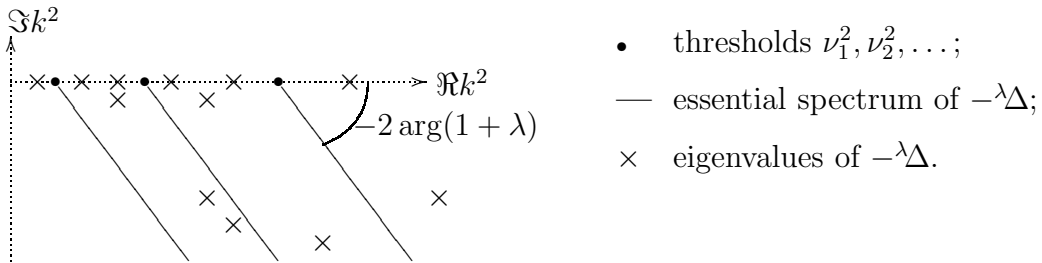 ℑk²
ℜk²
−2 arg(1 + λ)
• thresholds ν₁², ν₂², . . . ;
— essential spectrum of −^λΔ;
× eigenvalues of −^λΔ.